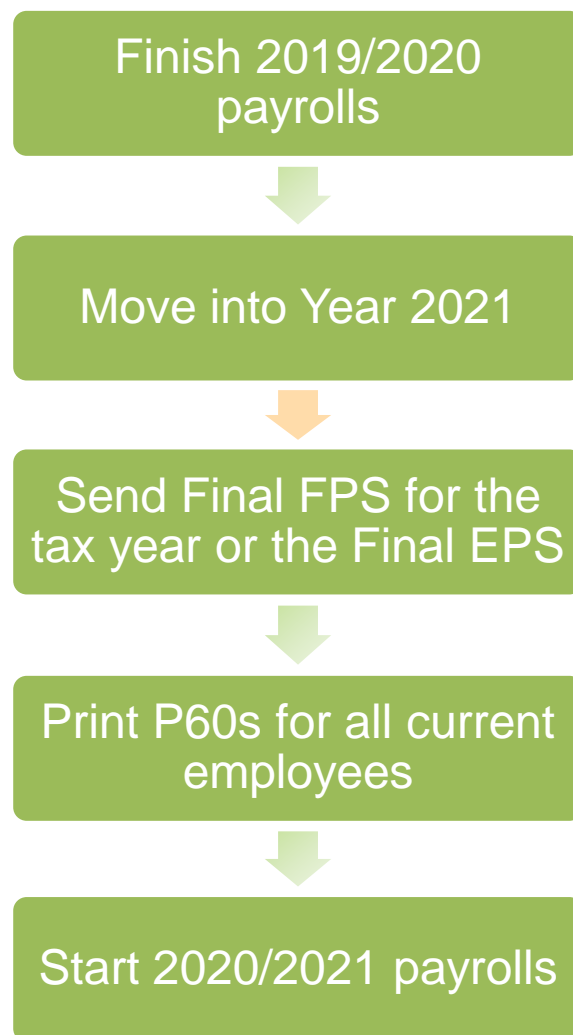 Finish 2019/2020
payrolls
Move into Year 2021
Send Final FPS for the
tax year or the Final EPS
Print P60s for all current
employees
Start 2020/2021 payrolls